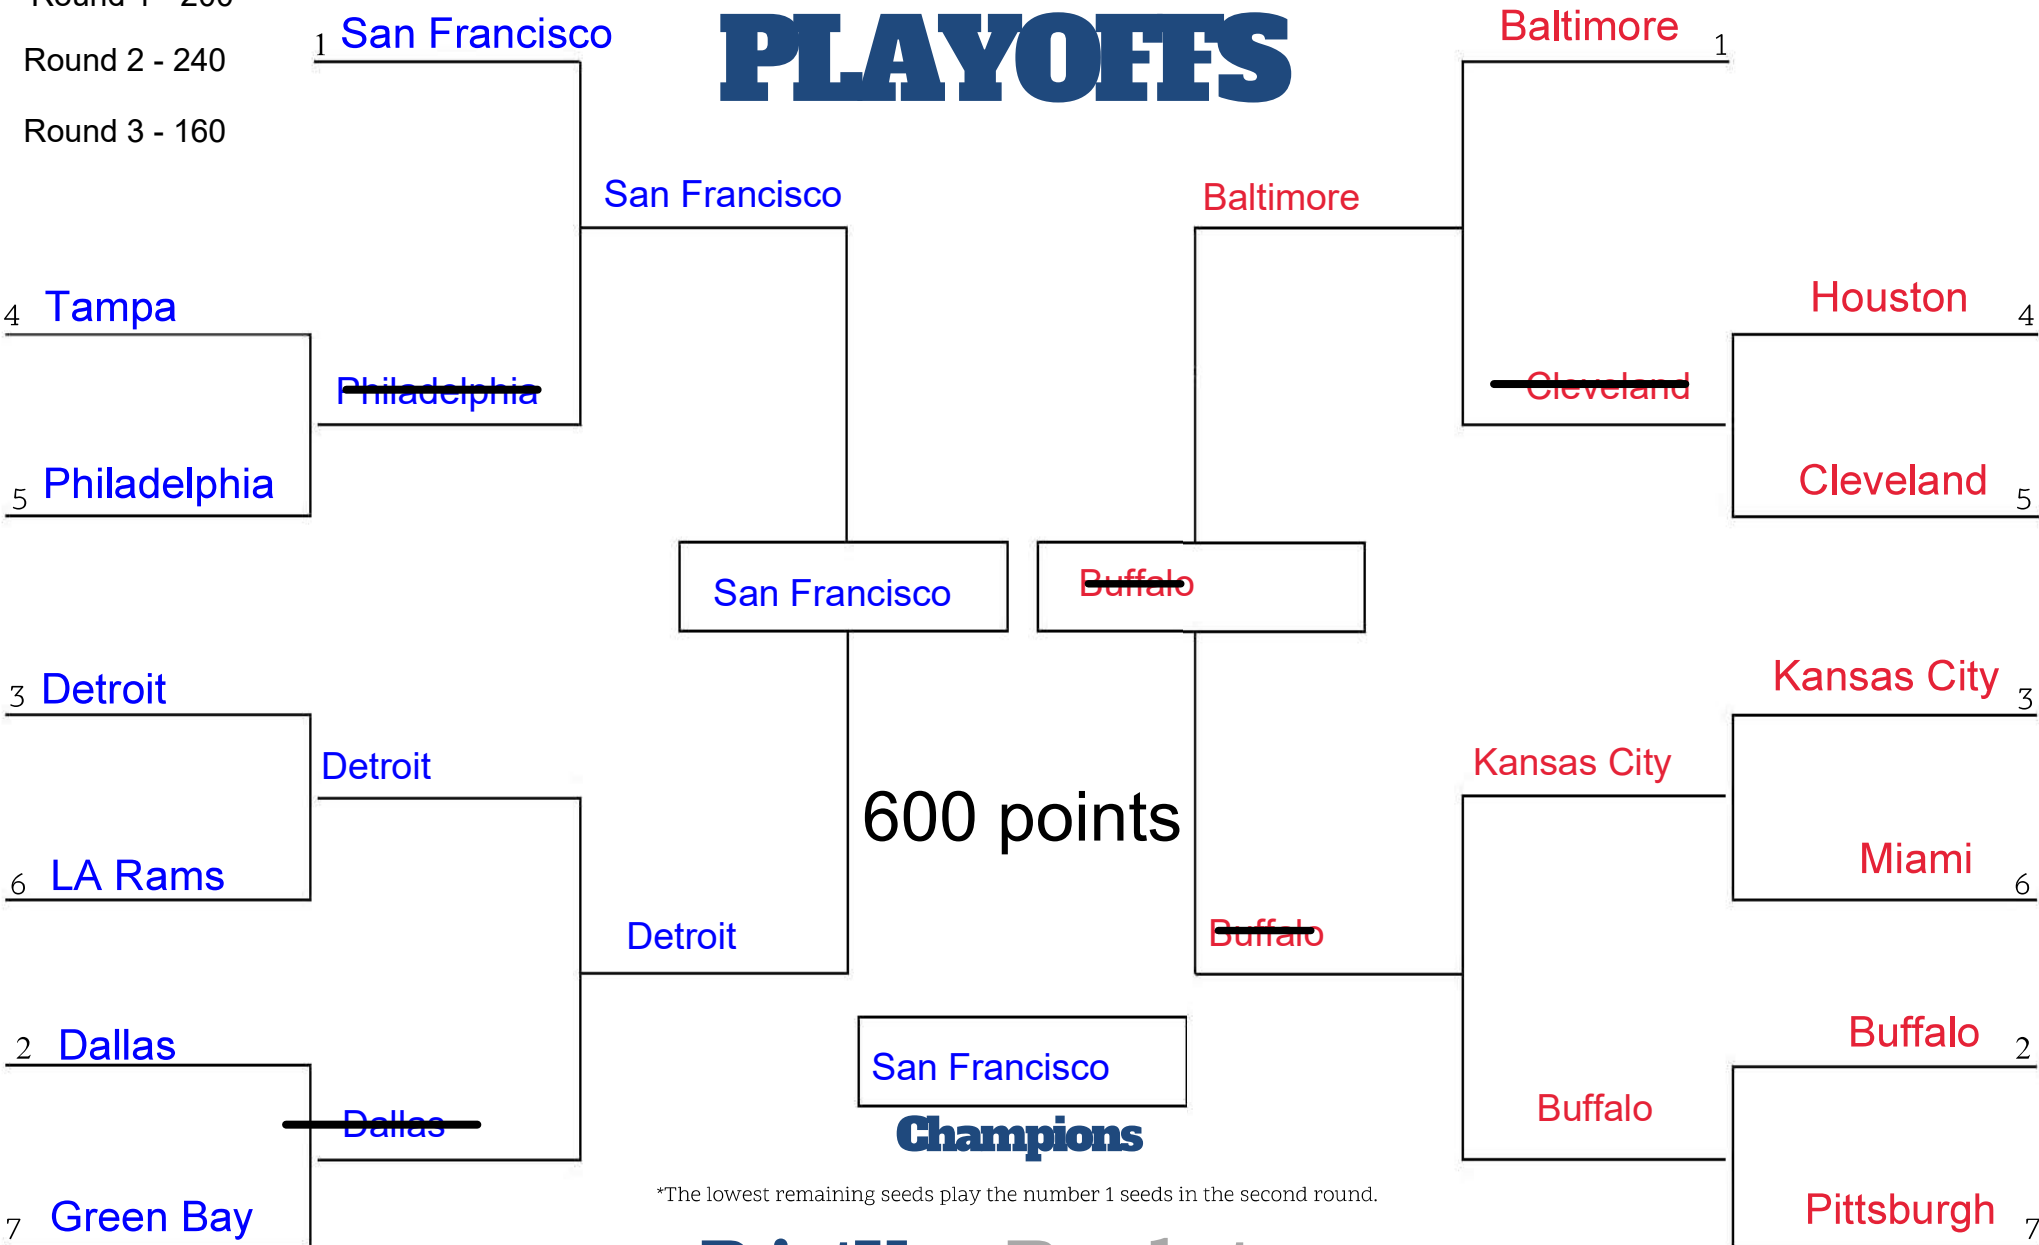 Round 1 - 200
Round 2 - 240
Round 3 - 160
PLAYOFFS
1 San Francisco
Baltimore 1
San Francisco
Baltimore
4 Tampa
Houston 4
Philadelphia
Cleveland
5 Philadelphia
Cleveland 5
San Francisco
Buffalo
3 Detroit
Kansas City 3
Detroit
Kansas City
600 points
6 LA Rams
Miami 6
Detroit
Buffalo
2 Dallas
Buffalo 2
San Francisco
Dallas
Buffalo
Champions
*The lowest remaining seeds play the number 1 seeds in the second round.
7 Green Bay
Pittsburgh 7